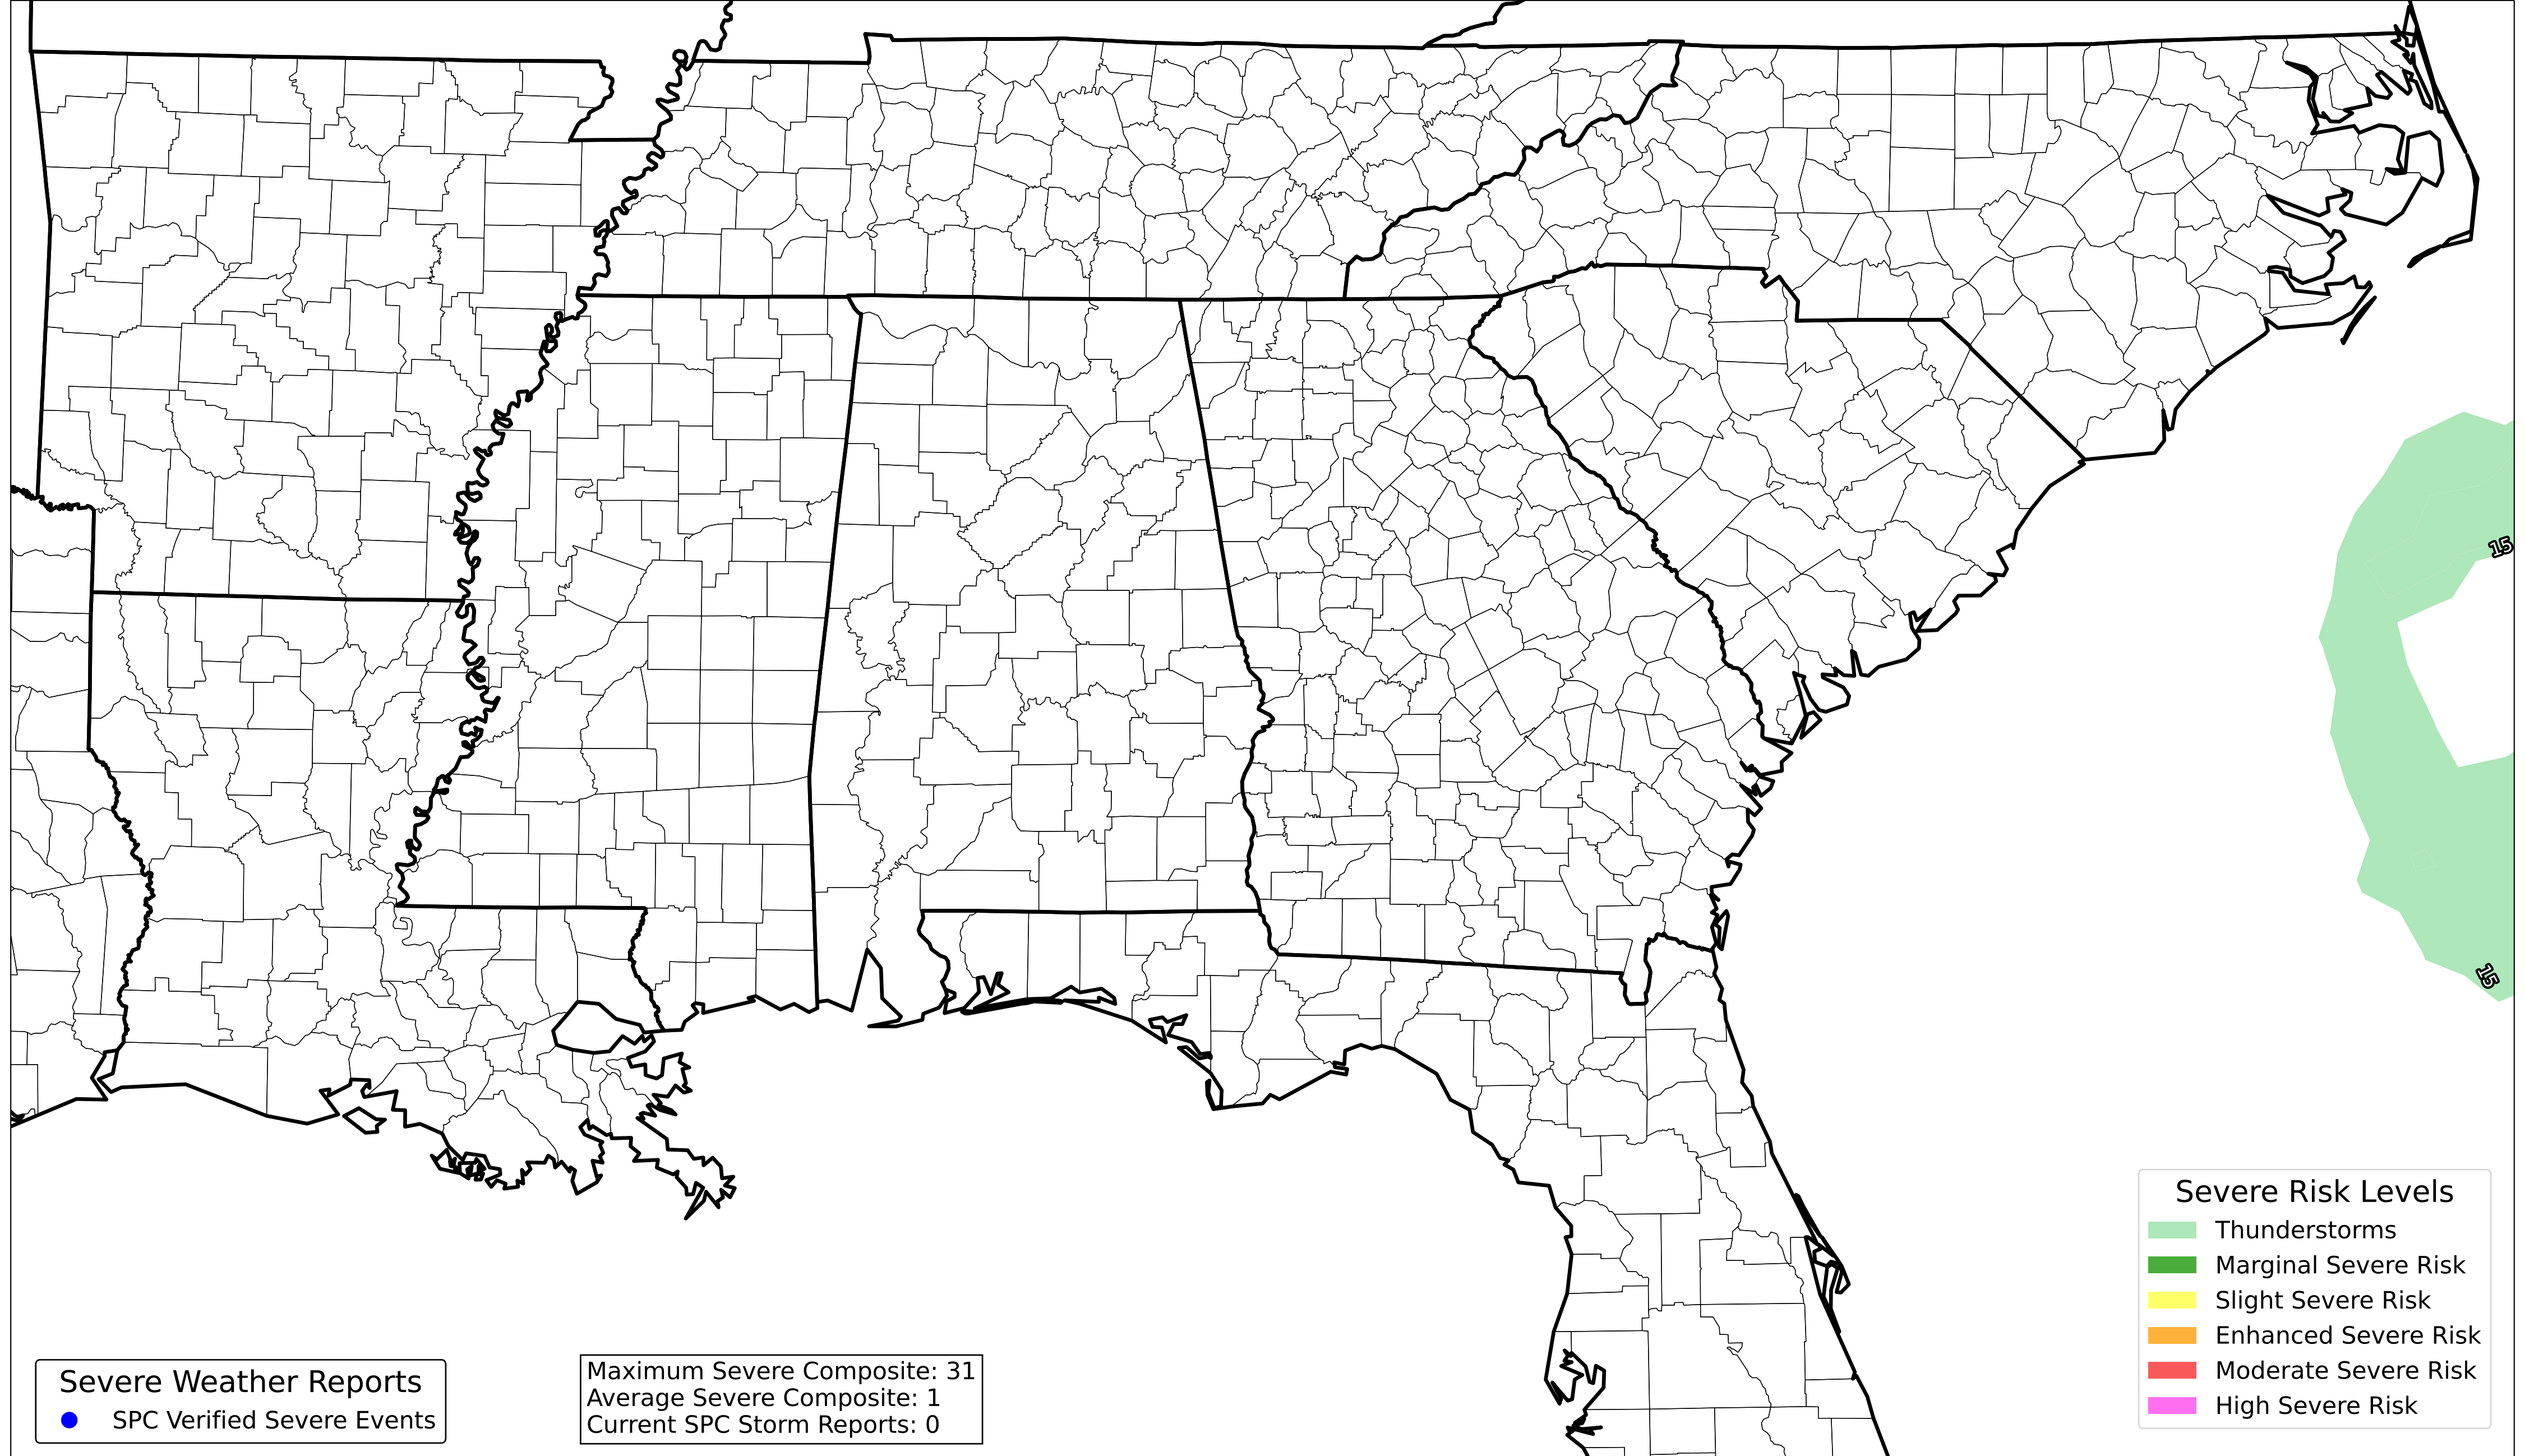 15
15
Severe Risk Levels
Thunderstorms
Marginal Severe Risk
Slight Severe Risk
Enhanced Severe Risk
Moderate Severe Risk
High Severe Risk
Severe Weather Reports
SPC Verified Severe Events
Maximum Severe Composite: 31
Average Severe Composite: 1
Current SPC Storm Reports: 0